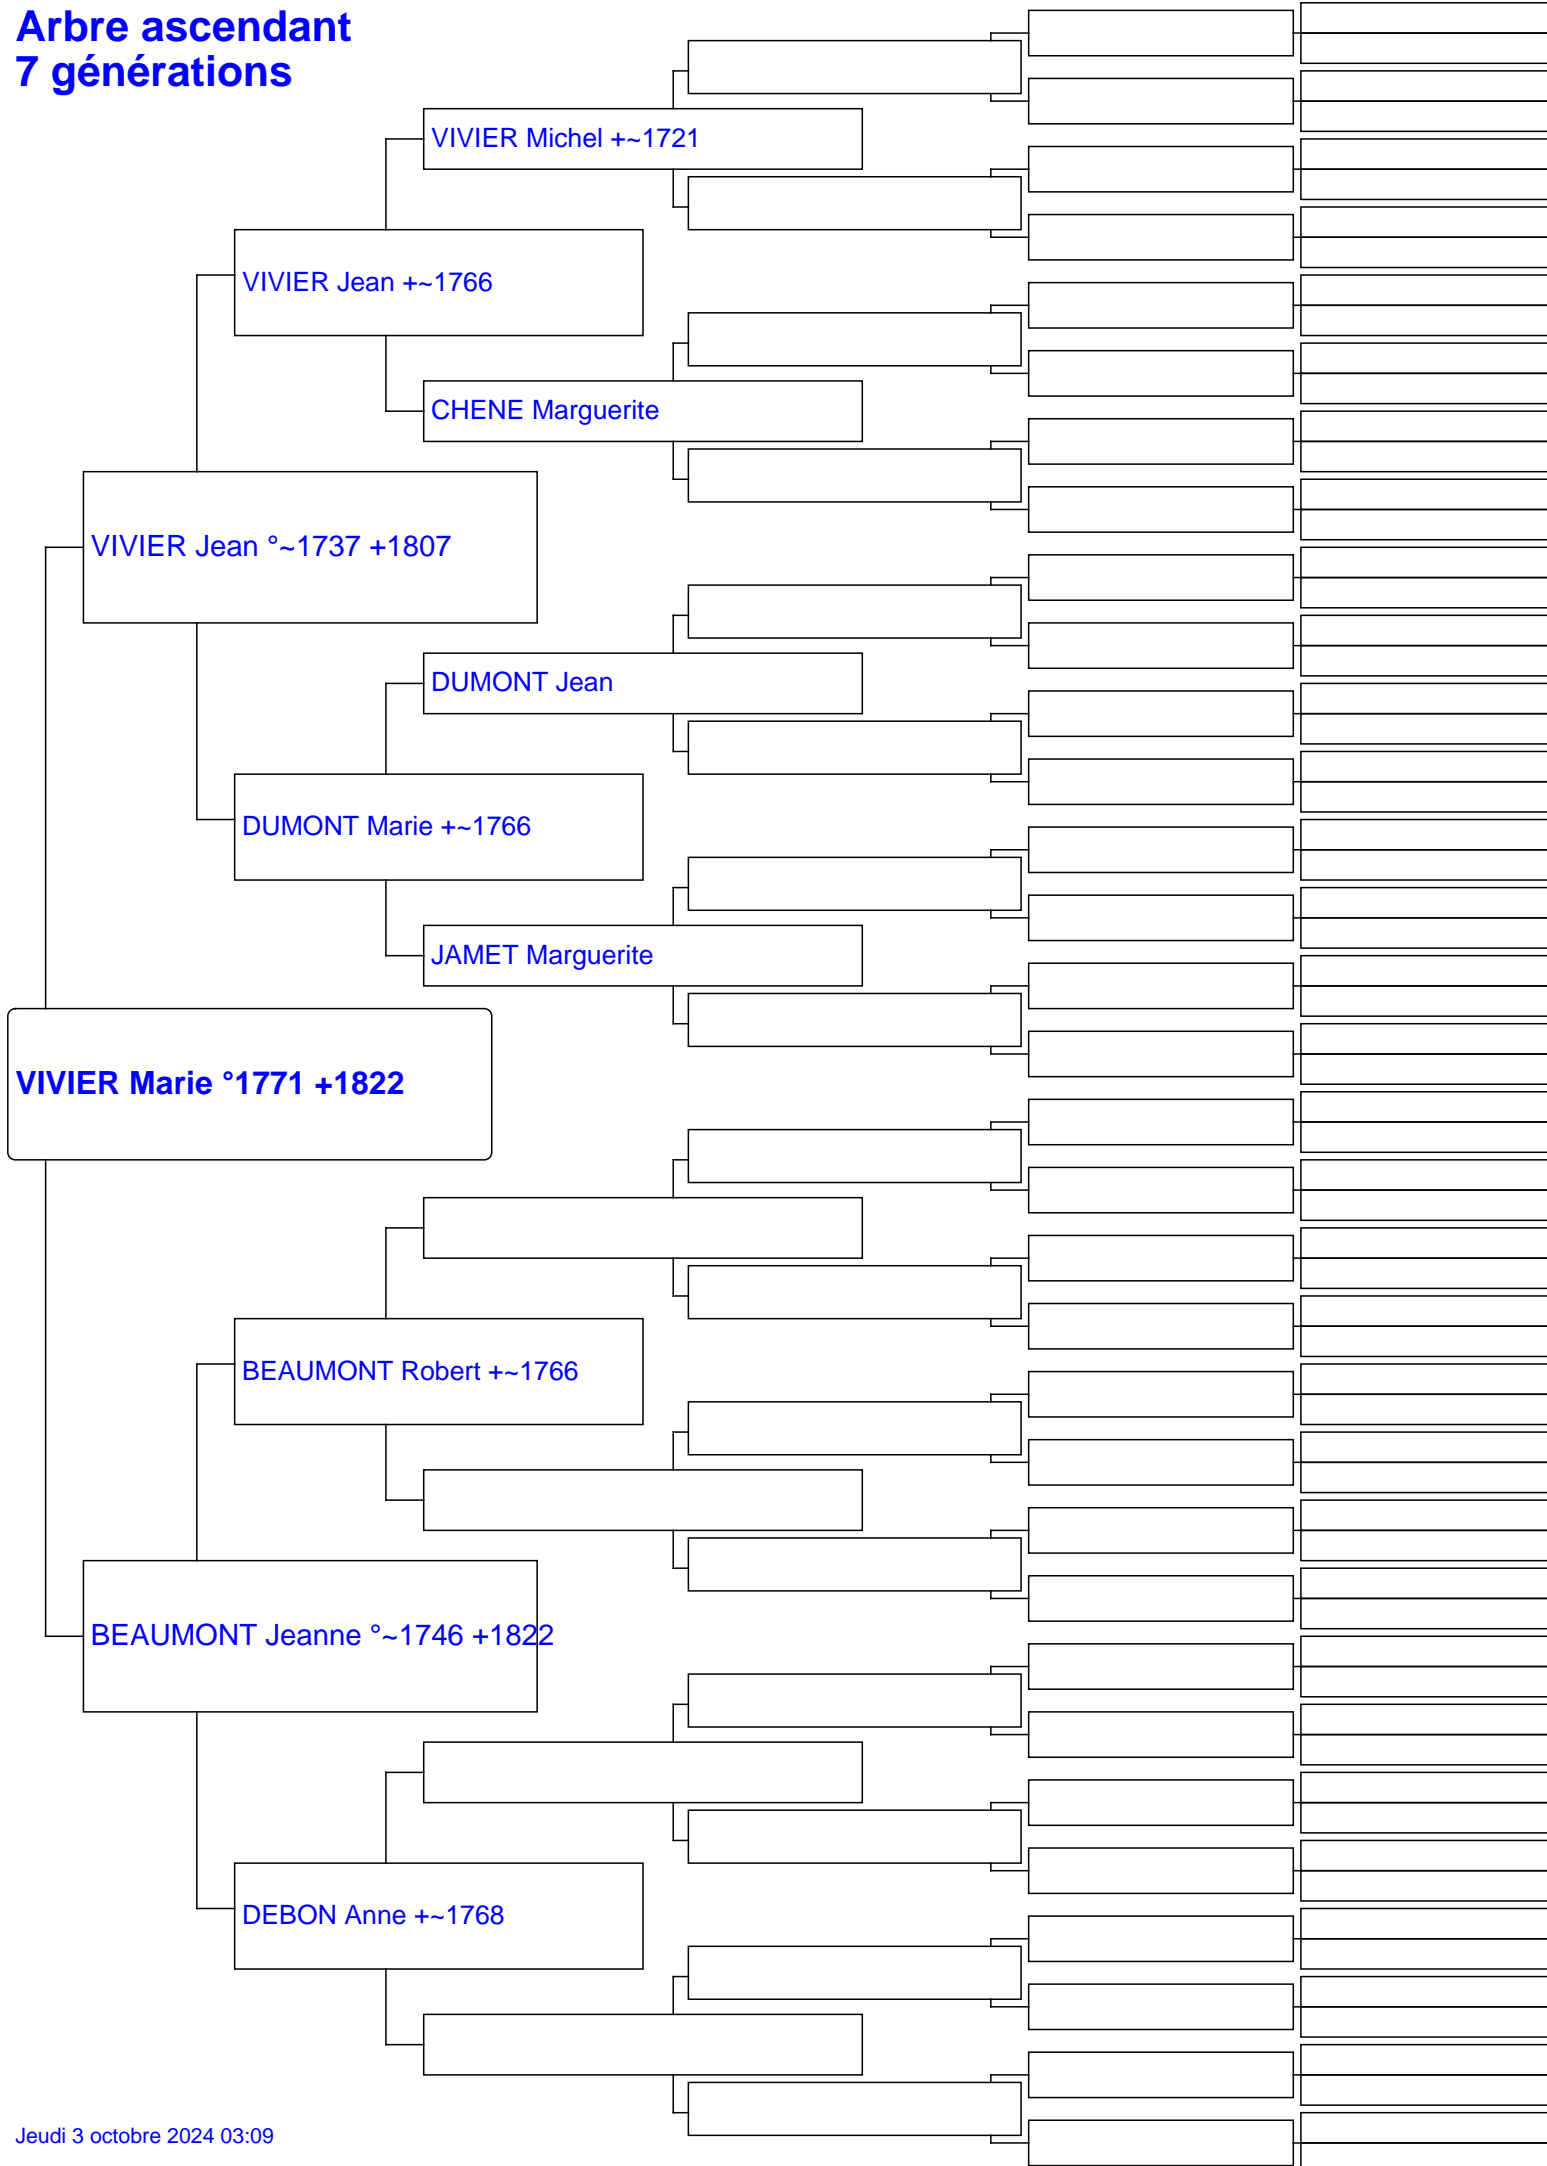 Arbre ascendant
7 générations
VIVIER Michel +~1721
VIVIER Jean +~1766
CHENE Marguerite
VIVIER Jean °~1737 +1807
DUMONT Jean
DUMONT Marie +~1766
JAMET Marguerite
VIVIER Marie °1771 +1822
BEAUMONT Robert +~1766
BEAUMONT Jeanne °~1746 +1822
DEBON Anne +~1768
Jeudi 3 octobre 2024 03:09